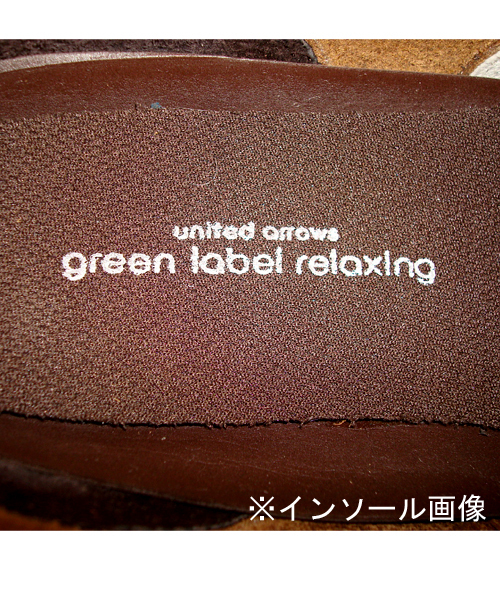 united arrows
green label relaxing
※インソール画像